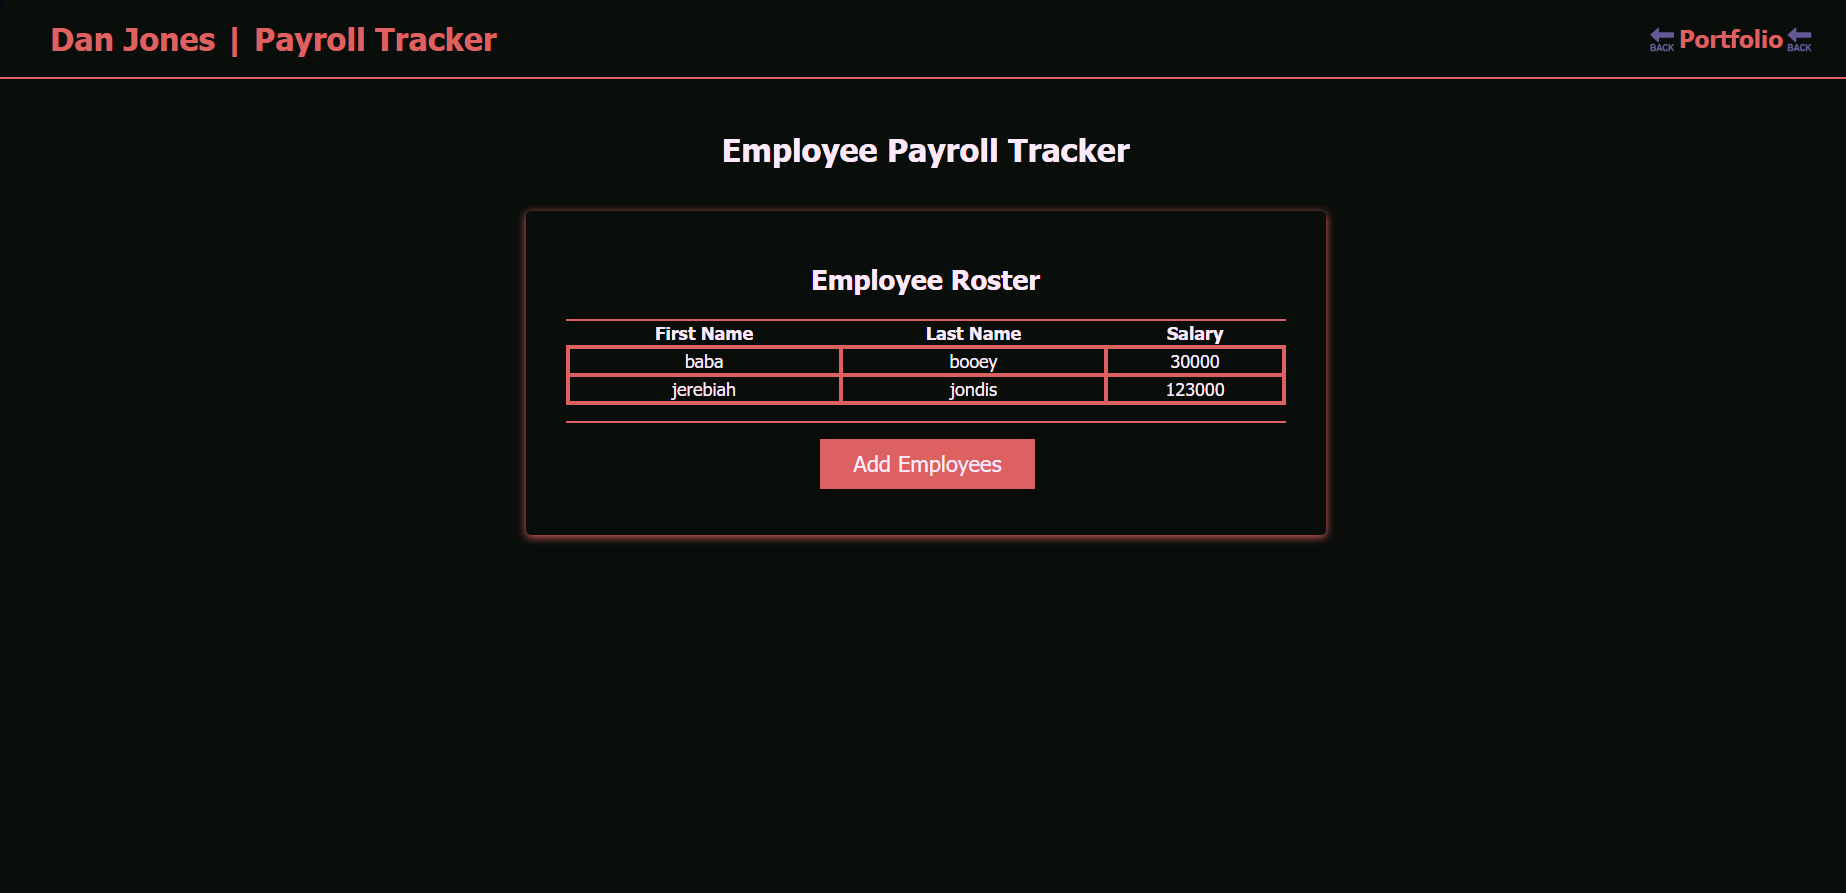 Dan Jones | Payroll Tracker
BACK Portfolio BACK
Employee Payroll Tracker
Employee Roster
First Name Last Name Salary
baba booey 30000
jerebiah jondis 123000
Add Employees